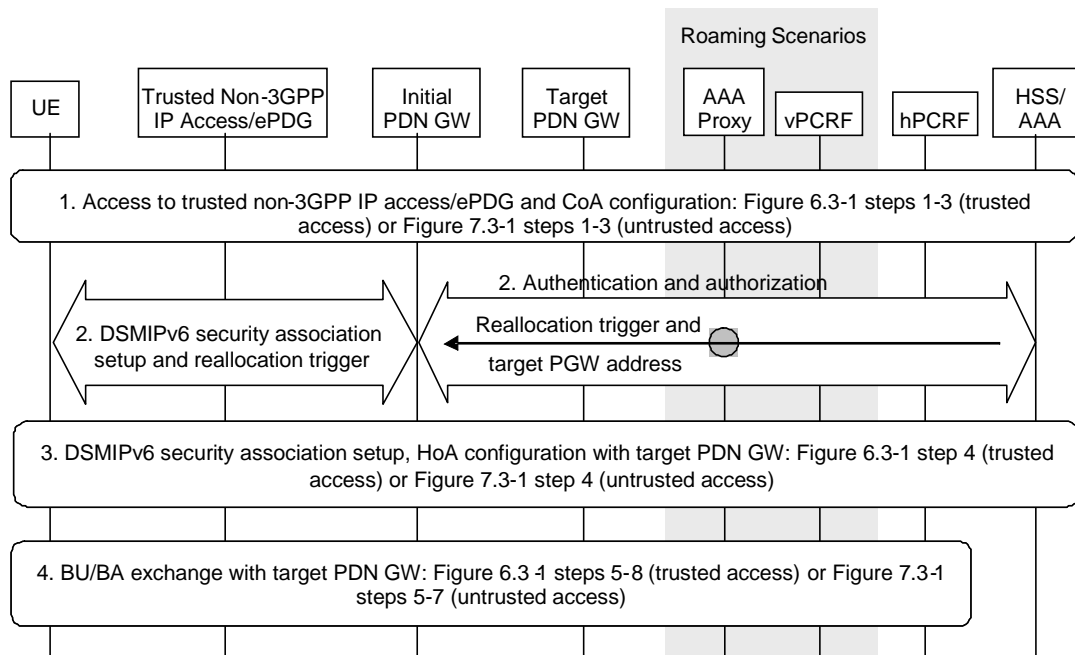 Roaming Scenarios
UE
Trusted Non-3GPP
IP Access/ePDG
Initial
PDN GW
Target
PDN GW
AAA
Proxy
vPCRF
hPCRF
HSS/
AAA
1. Access to trusted non-3GPP IP access/ePDG and CoA configuration: Figure 6.3-1 steps 1-3 (trusted
access) or Figure 7.3-1 steps 1-3 (untrusted access)
2. Authentication and authorization
2. DSMIPv6 security association
setup and reallocation trigger
Reallocation trigger and
target PGW address
3. DSMIPv6 security association setup, HoA configuration with target PDN GW: Figure 6.3-1 step 4 (trusted
access) or Figure 7.3-1 step 4 (untrusted access)
4. BU/BA exchange with target PDN GW: Figure 6.3-1 steps 5-8 (trusted access) or Figure 7.3-1
steps 5-7 (untrusted access)